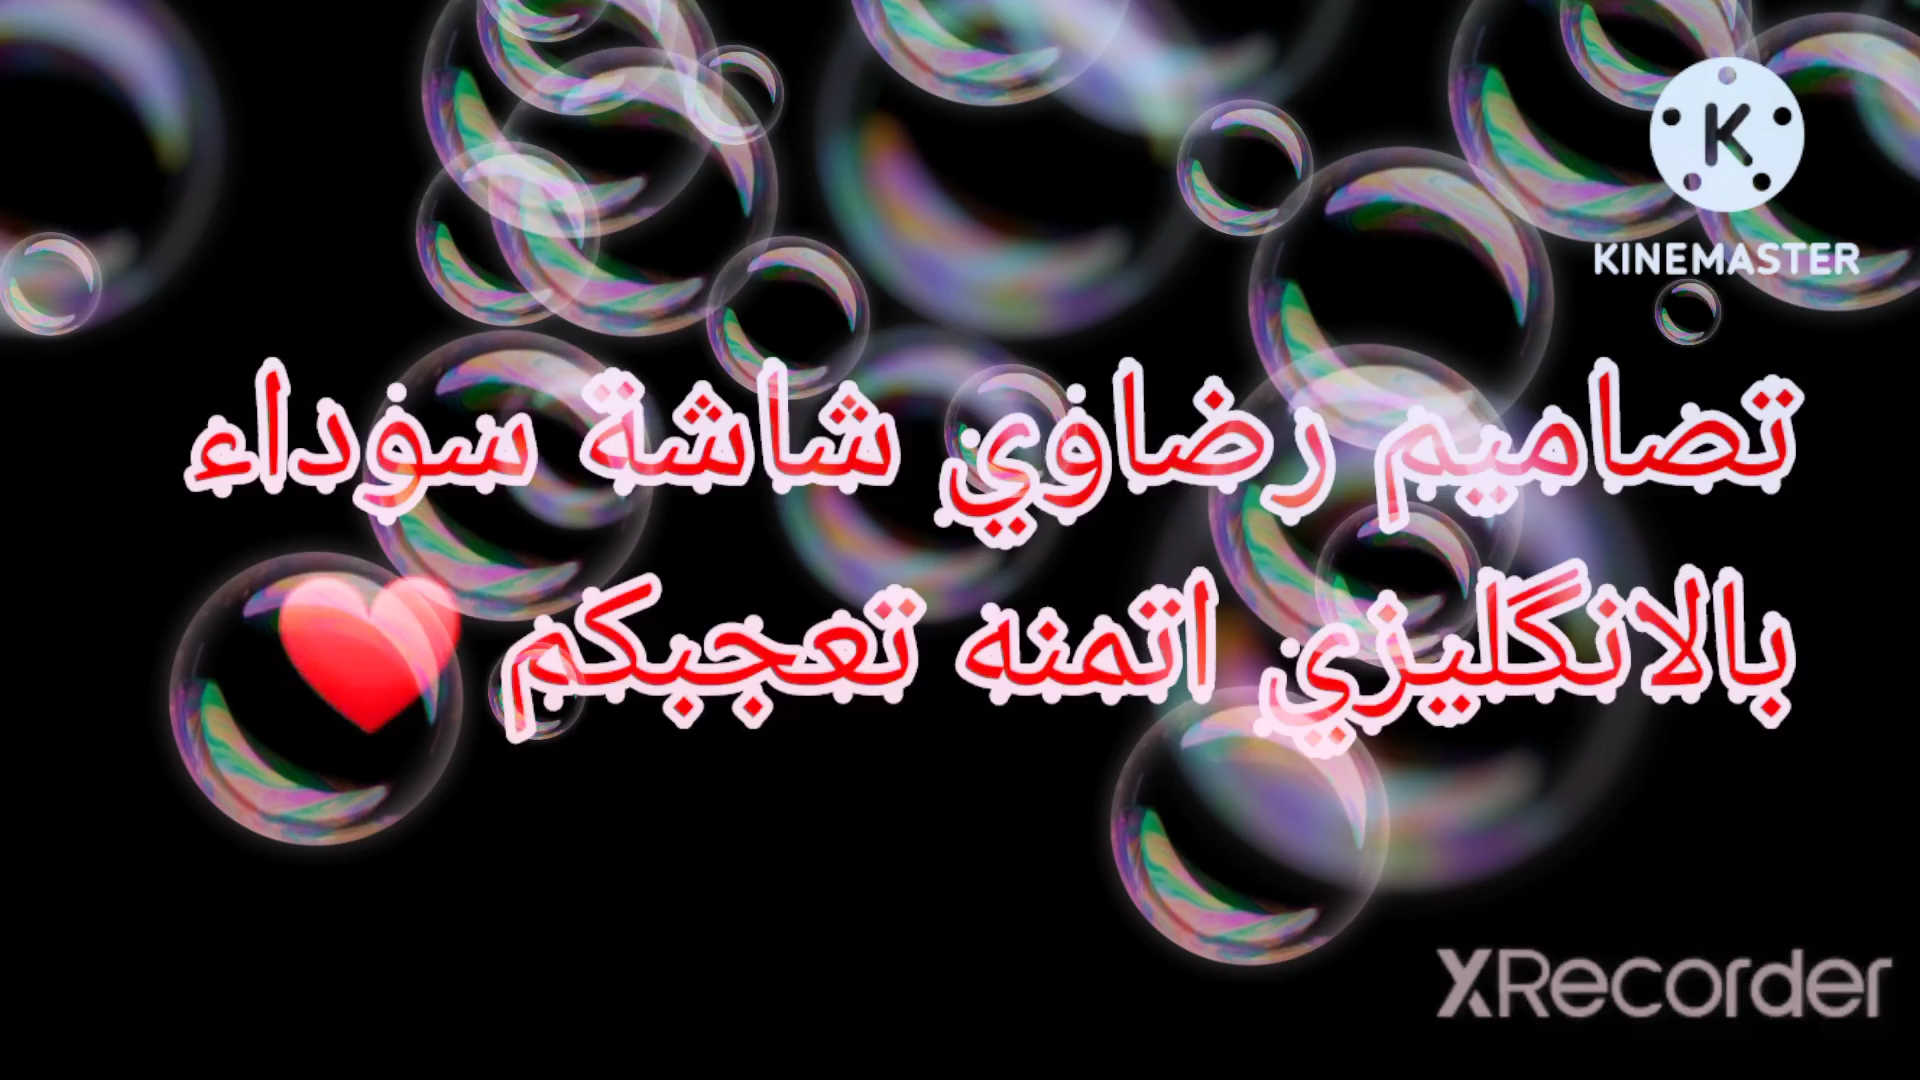 KINEMASTER
تصاميم رضاوي شاشة سوداء
بالانگليزي اتمنه تعجبكم ❤️
XRecorder